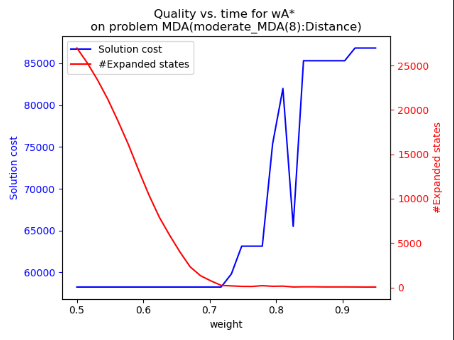 Quality vs. time for wA*
on problem MDA(moderate_MDA(8):Distance)
Solution cost
#Expanded states
85000
80000
75000
70000
65000
60000
Solution cost
25000
20000
15000
10000
5000
0
#Expanded states
0.5 0.6 0.7 0.8 0.9
weight